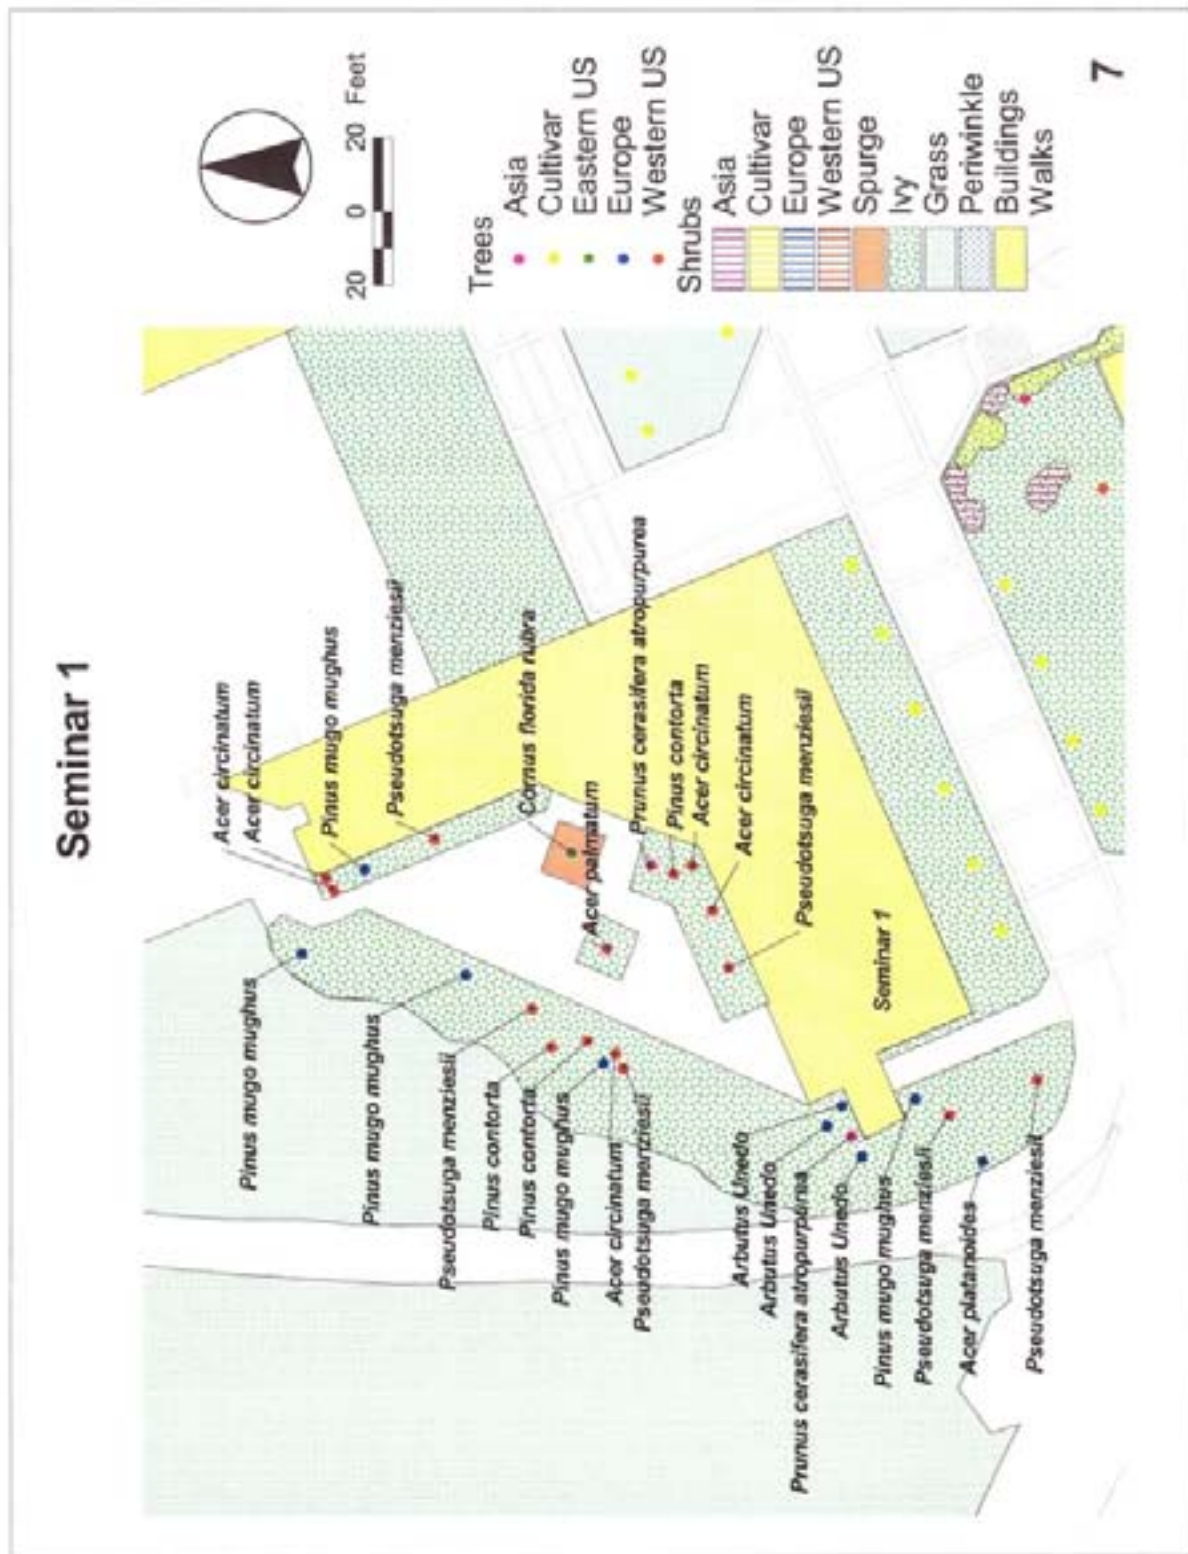 Seminar 1
Acer circinatum
Acer circinatum
Pinus mugo mughus
Pseudotsuga menziesii
Cornus florida rubra
Acer palmatum
Prunus cerasifera atropurpurea
Pinus contorta
Acer circinatum
Acer circinatum
Pseudotsuga menziesii
Seminar 1
Pinus mugo mughus
Pinus mugo mughus
Pseudotsuga menziesii
Pinus contorta
Pinus contorta
Pinus mugo mughus
Acer circinatum
Pseudotsuga menziesii
Arbutus Unedo
Arbutus Unedo
Prunus cerasifera atropurpurea
Arbutus Unedo
Pinus mugo mughus
Pseudotsuga menziesii
Acer platanoides
Pseudotsuga menziesii
20 0 20 Feet
Trees
Asia
Cultivar
Eastern US
Europe
Western US
Shrubs
Asia
Cultivar
Europe
Western US
Spurge
Ivy
Grass
Periwinkle
Buildings
Walks
7